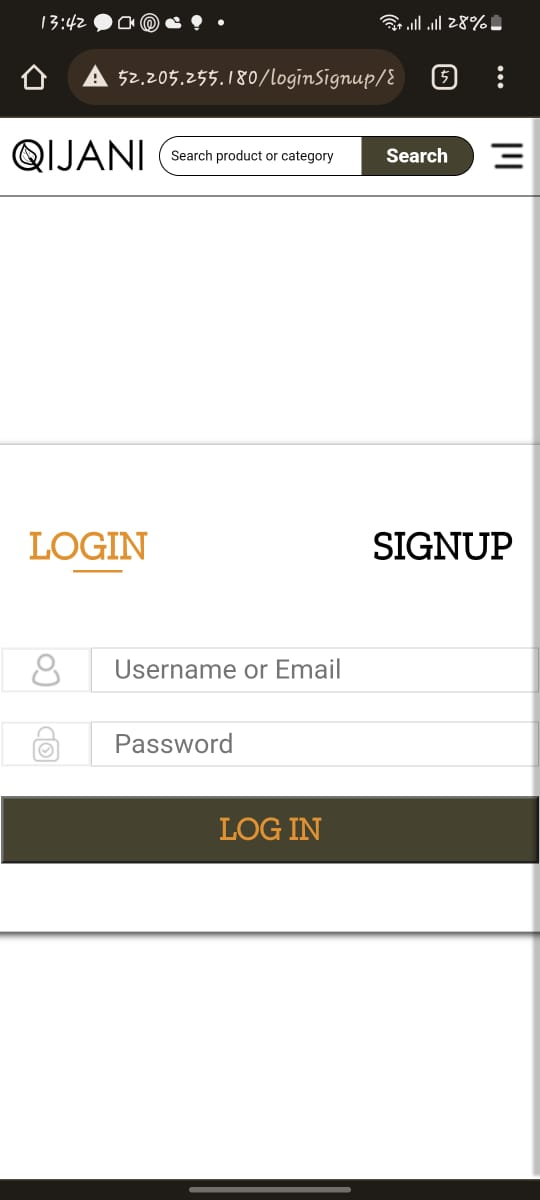 13:42 28%
52.205.255.180/loginSignup/
5
QIJANI Search product or category Search
LOGIN SIGNUP
Username or Email
Password
LOG IN